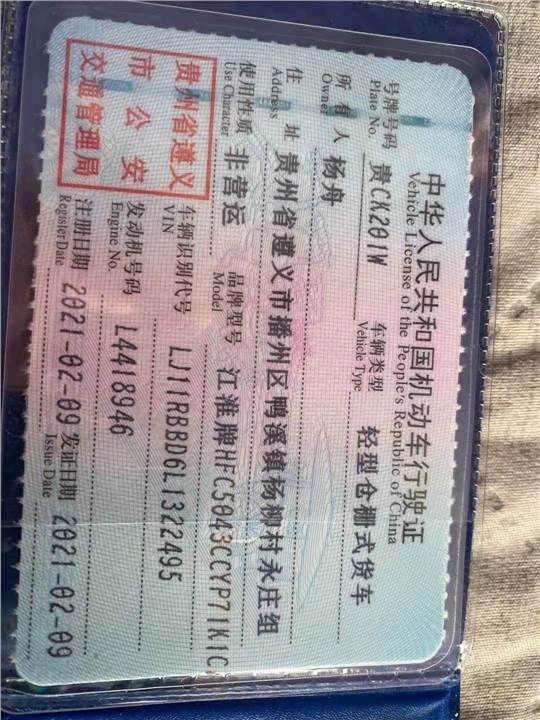 中华人民共和国机动车行驶证
Vehicle License of the People's Republic of China
号牌号码 贵CK201W 车辆类型 轻型仓栅式货车
Plate No. Vehicle Type
所有人 杨舟
Owner
住址 贵州省遵义市播州区鸭溪镇杨柳村永庄组
Address
使用性质 非营运 品牌型号 江淮牌HFC5043CCYP71K1C
Use Character Model
车辆识别代号 LJ11RBBD6L1322495
VIN
发动机号码 L4418946
Engine No.
注册日期 2021-02-09 发证日期 2021-02-09
Register Date Issue Date
贵州省遵义
市公安
交通管理局